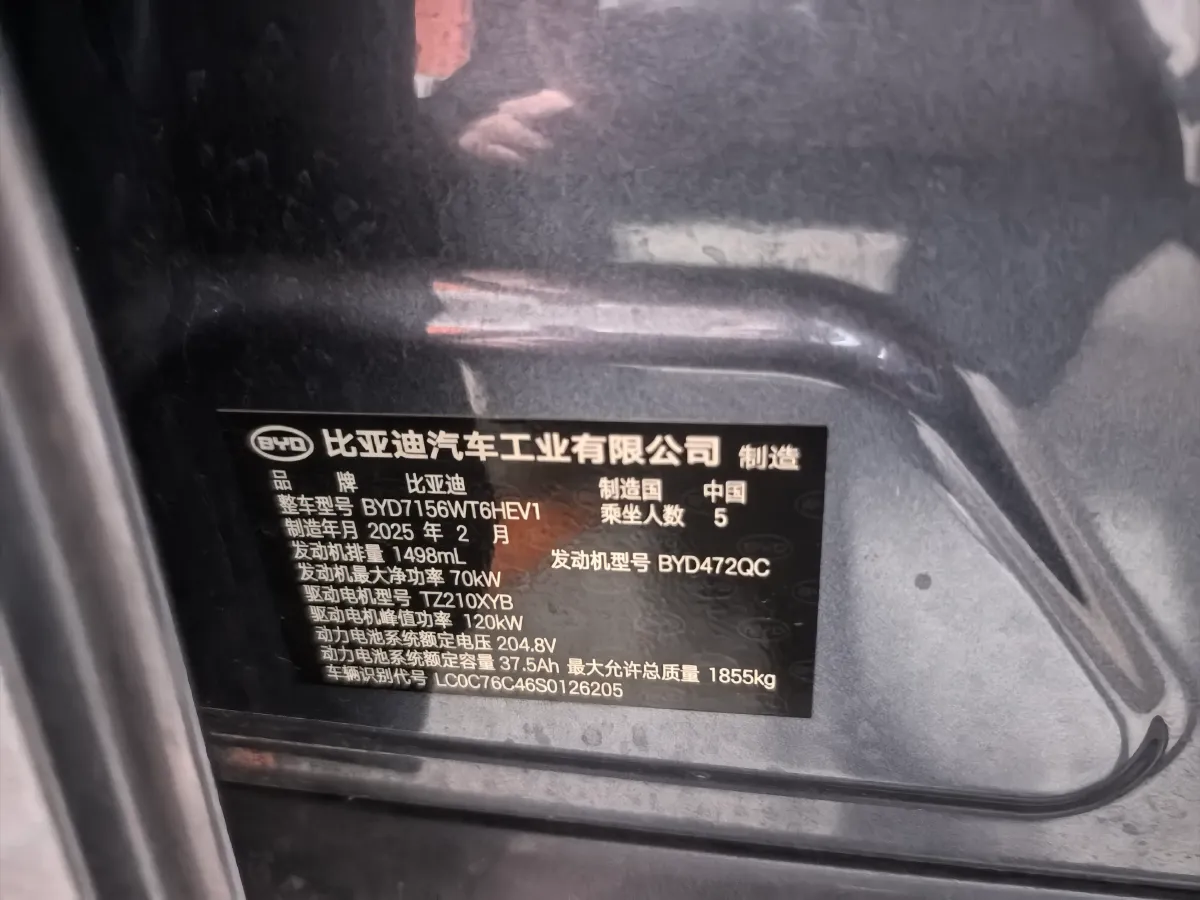 BYD 比亚迪汽车工业有限公司 制造
品 牌 比亚迪 制造国 中国
整车型号 BYD7156WT6HEV1 乘坐人数 5
制造年月 2025 年 2 月
发动机排量 1498mL 发动机型号 BYD472QC
发动机最大净功率 70kW
驱动电机型号 TZ210XYB
驱动电机峰值功率 120kW
动力电池系统额定电压 204.8V
动力电池系统额定容量 37.5Ah 最大允许总质量 1855kg
车辆识别代号 LC0C76C46S0126205